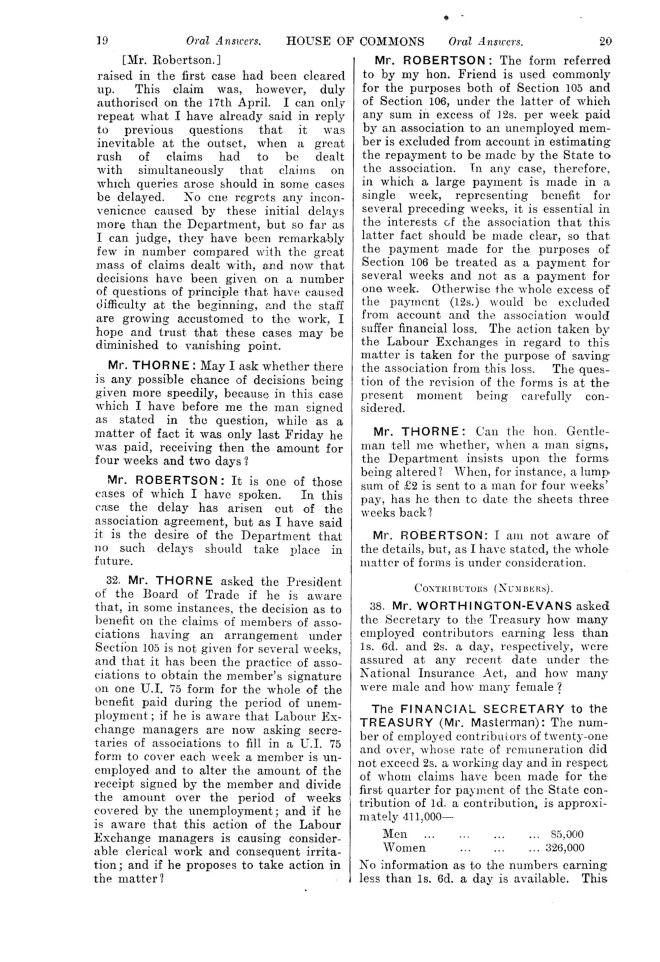 19 Oral Answers. HOUSE OF COMMONS Oral Answers. 20
[Mr. Robertson.]
raised in the first case had been cleared
up. This claim was, however, duly
authorised on the 17th April. I can only
repeat what I have already said in reply
to previous questions that it was
inevitable at the outset, when a great
rush of claims had to be dealt
with simultaneously that claims on
which queries arose should in some cases
be delayed. No one regrets any incon-
venience caused by these initial delays
more than the Department, but so far as
I can judge, they have been remarkably
few in number compared with the great
mass of claims dealt with, and now that
decisions have been given on a number
of questions of principle that have caused
difficulty at the beginning, and the staff
are growing accustomed to the work, I
hope and trust that these cases may be
diminished to vanishing point.
Mr. THORNE: May I ask whether there
is any possible chance of decisions being
given more speedily, because in this case
which I have before me the man signed
as stated in the question, while as a
matter of fact it was only last Friday he
was paid, receiving then the amount for
four weeks and two days?
Mr. ROBERTSON: It is one of those
cases of which I have spoken. In this
case the delay has arisen out of the
association agreement, but as I have said
it is the desire of the Department that
no such delays should take place in
future.
32. Mr. THORNE asked the President
of the Board of Trade if he is aware
that, in some instances, the decision as to
benefit on the claims of members of asso-
ciations having an arrangement under
Section 105 is not given for several weeks,
and that it has been the practice of asso-
ciations to obtain the member's signature
on one U.I. 75 form for the whole of the
benefit paid during the period of unem-
ployment; if he is aware that Labour Ex-
change managers are now asking secre-
taries of associations to fill in a U.I. 75
form to cover each week a member is un-
employed and to alter the amount of the
receipt signed by the member and divide
the amount over the period of weeks
covered by the unemployment; and if he
is aware that this action of the Labour
Exchange managers is causing consider-
able clerical work and consequent irrita-
tion; and if he proposes to take action in
the matter?
Mr. ROBERTSON: The form referred
to by my hon. Friend is used commonly
for the purposes both of Section 105 and
of Section 106, under the latter of which
any sum in excess of 12s. per week paid
by an association to an unemployed mem-
ber is excluded from account in estimating
the repayment to be made by the State to
the association. In any case, therefore,
in which a large payment is made in a
single week, representing benefit for
several preceding weeks, it is essential in
the interests of the association that this
latter fact should be made clear, so that
the payment made for the purposes of
Section 106 be treated as a payment for
several weeks and not as a payment for
one week. Otherwise the whole excess of
the payment (12s.) would be excluded
from account and the association would
suffer financial loss. The action taken by
the Labour Exchanges in regard to this
matter is taken for the purpose of saving
the association from this loss. The ques-
tion of the revision of the forms is at the
present moment being carefully con-
sidered.
Mr. THORNE: Can the hon. Gentle-
man tell me whether, when a man signs,
the Department insists upon the forms
being altered? When, for instance, a lump
sum of £2 is sent to a man for four weeks'
pay, has he then to date the sheets three
weeks back?
Mr. ROBERTSON: I am not aware of
the details, but, as I have stated, the whole
matter of forms is under consideration.
CONTRIBUTORS (NUMBERS).
38. Mr. WORTHINGTON-EVANS asked
the Secretary to the Treasury how many
employed contributors earning less than
1s. 6d. and 2s. a day, respectively, were
assured at any recent date under the
National Insurance Act, and how many
were male and how many female?
The FINANCIAL SECRETARY to the
TREASURY (Mr. Masterman): The num-
ber of employed contributors of twenty-one
and over, whose rate of remuneration did
not exceed 2s. a working day and in respect
of whom claims have been made for the
first quarter for payment of the State con-
tribution of 1d. a contribution, is approxi-
mately 411,000—
Men ... ... ... ... 85,000
Women ... ... ... 326,000
No information as to the numbers earning
less than 1s. 6d. a day is available. This